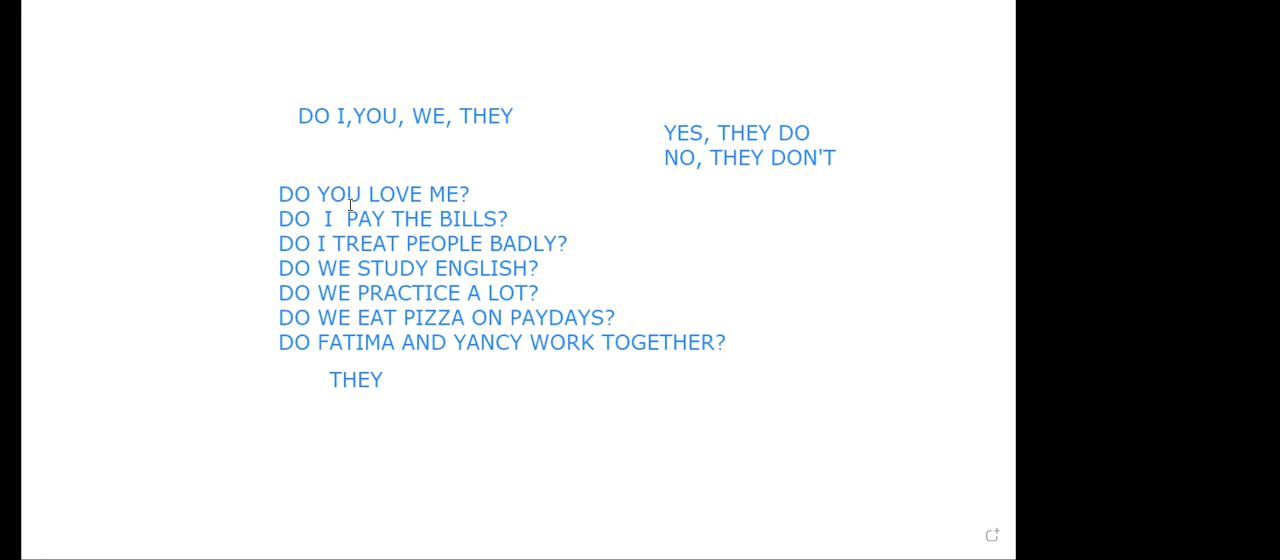 DO I,YOU, WE, THEY
YES, THEY DO
NO, THEY DON'T
DO YOU LOVE ME?
DO  I  PAY THE BILLS?
DO I TREAT PEOPLE BADLY?
DO WE STUDY ENGLISH?
DO WE PRACTICE A LOT?
DO WE EAT PIZZA ON PAYDAYS?
DO FATIMA AND YANCY WORK TOGETHER?
THEY